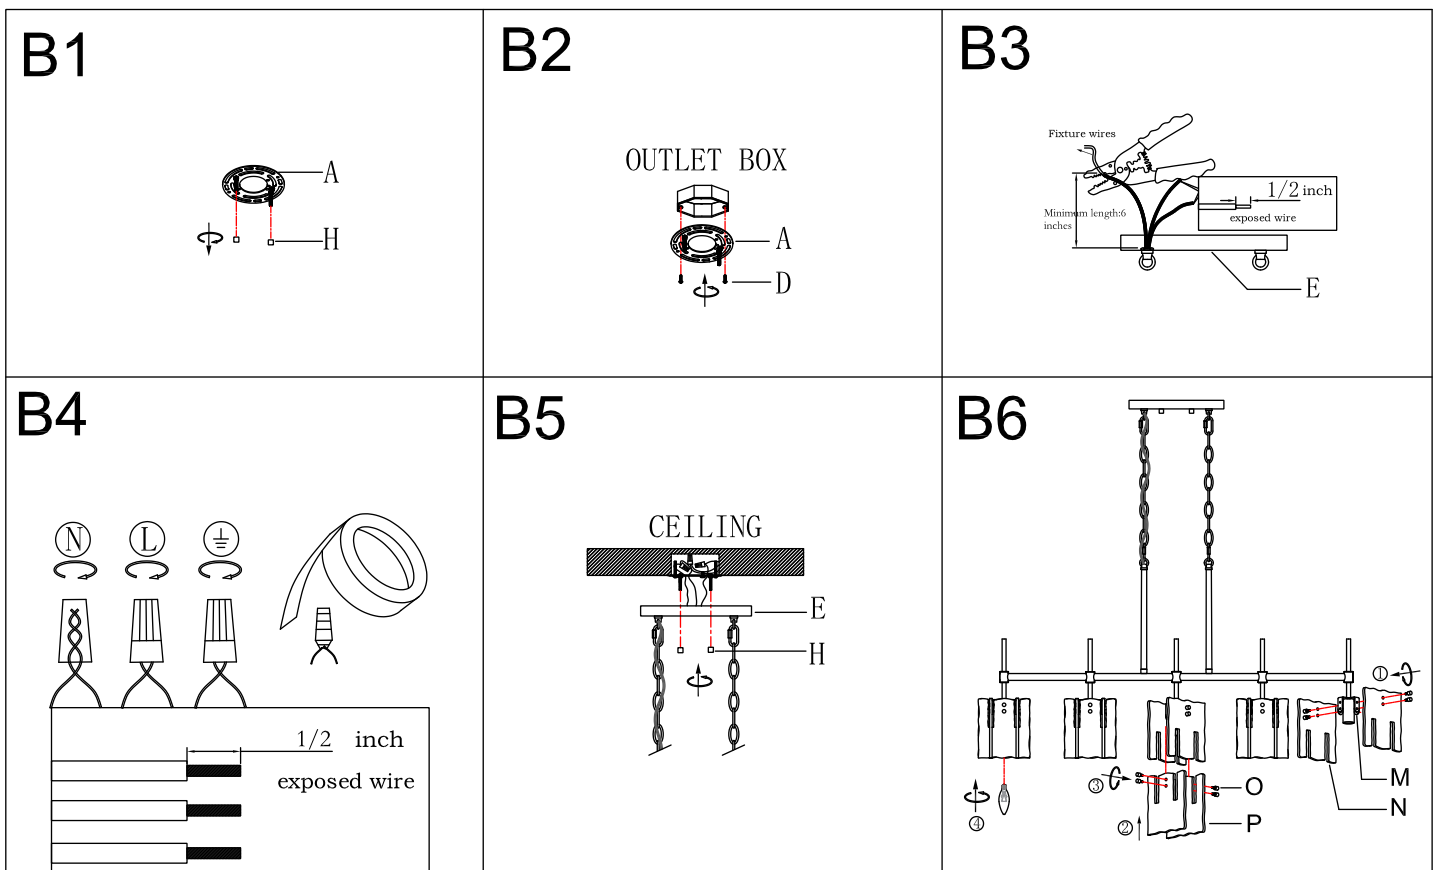 B1
A
H
B2
OUTLET BOX
A
D
B3
Fixture wires
1/2 inch
exposed wire
Minimum length:6
inches
E
B4
N
L
1/2 inch
exposed wire
B5
CEILING
E
H
B6
①
M
N
③
O
④
②
P